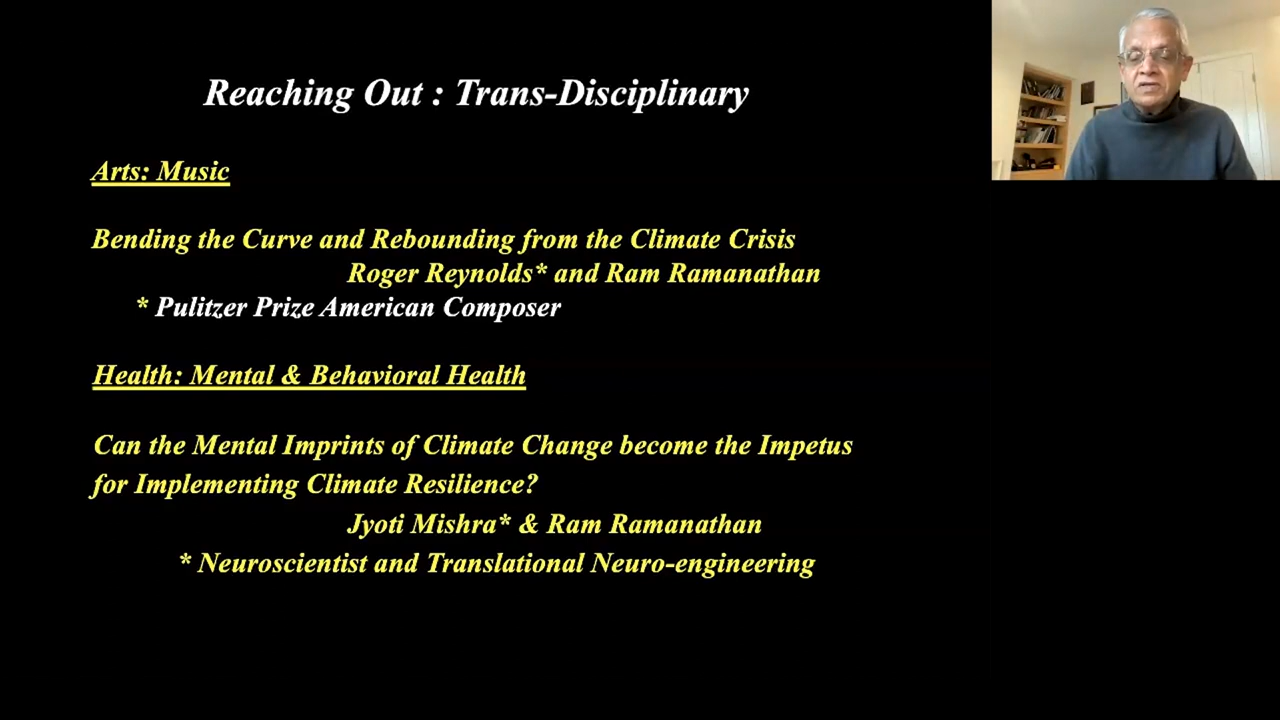 Reaching Out : Trans-Disciplinary
Arts: Music
Bending the Curve and Rebounding from the Climate Crisis
Roger Reynolds* and Ram Ramanathan
* Pulitzer Prize American Composer
Health: Mental & Behavioral Health
Can the Mental Imprints of Climate Change become the Impetus
for Implementing Climate Resilience?
Jyoti Mishra* & Ram Ramanathan
* Neuroscientist and Translational Neuro-engineering